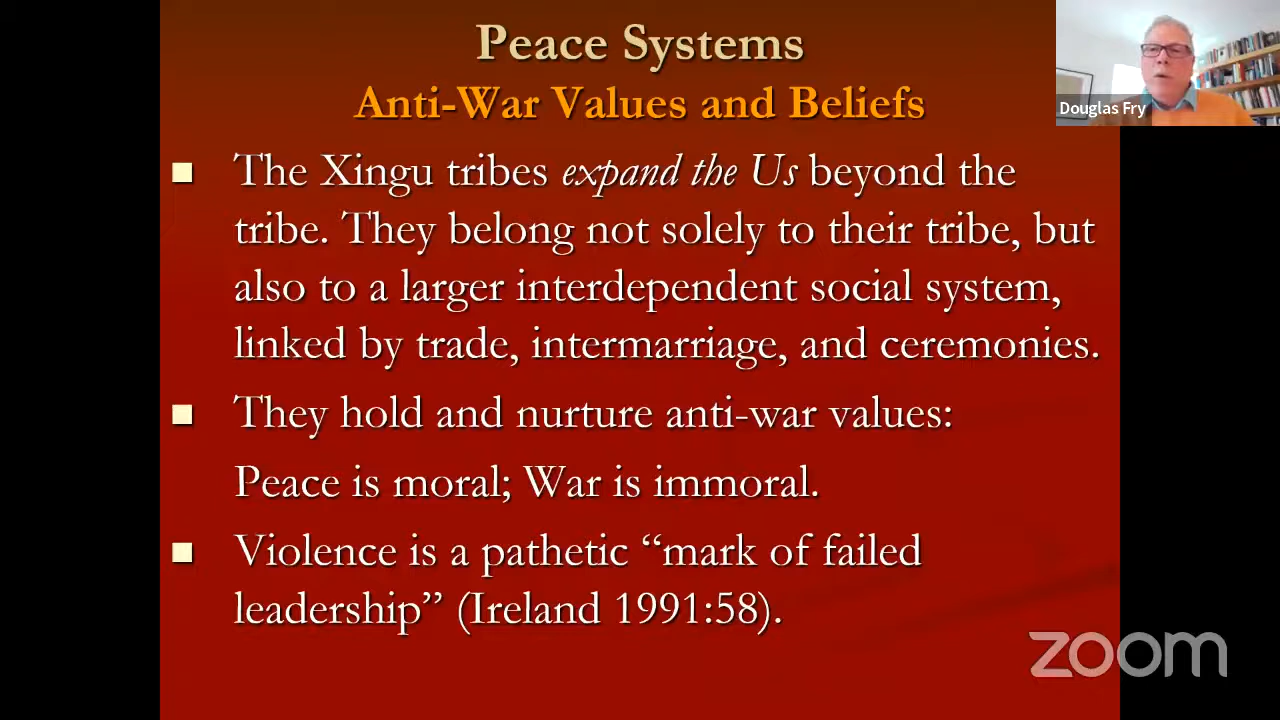 Peace Systems
Anti-War Values and Beliefs
Douglas Fry
The Xingu tribes expand the Us beyond the
tribe. They belong not solely to their tribe, but
also to a larger interdependent social system,
linked by trade, intermarriage, and ceremonies.
They hold and nurture anti-war values:
Peace is moral; War is immoral.
Violence is a pathetic “mark of failed
leadership” (Ireland 1991:58).
zoom